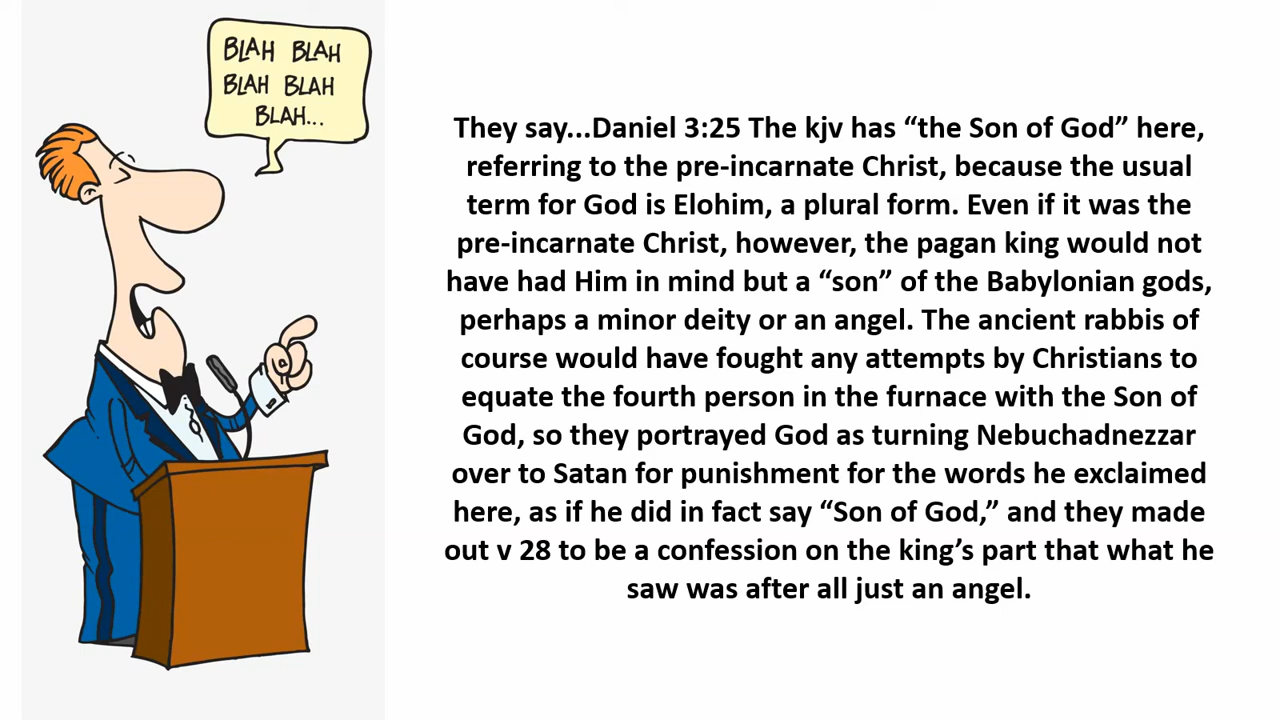 BLAH BLAH
BLAH BLAH
BLAH...
They say...Daniel 3:25 The kjv has “the Son of God” here,
referring to the pre-incarnate Christ, because the usual
term for God is Elohim, a plural form. Even if it was the
pre-incarnate Christ, however, the pagan king would not
have had Him in mind but a “son” of the Babylonian gods,
perhaps a minor deity or an angel. The ancient rabbis of
course would have fought any attempts by Christians to
equate the fourth person in the furnace with the Son of
God, so they portrayed God as turning Nebuchadnezzar
over to Satan for punishment for the words he exclaimed
here, as if he did in fact say “Son of God,” and they made
out v 28 to be a confession on the king’s part that what he
saw was after all just an angel.